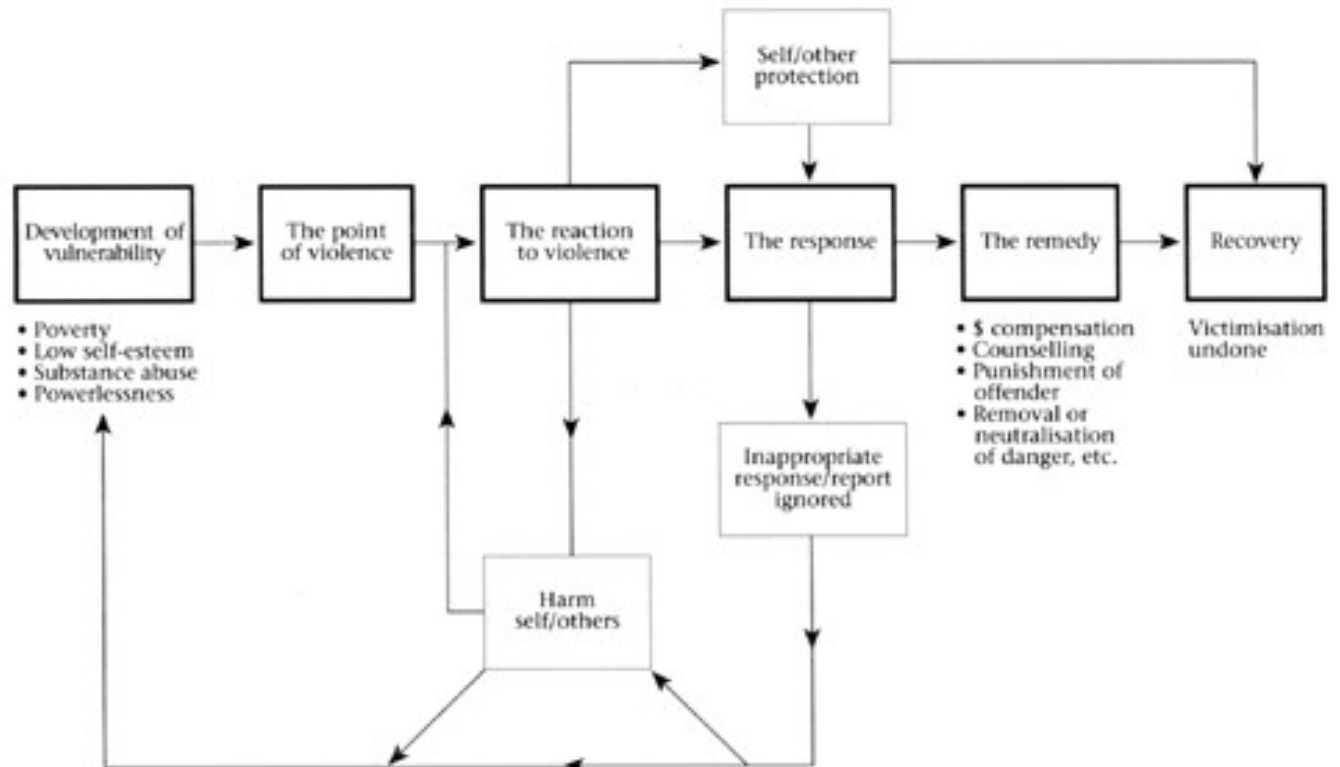 Self/other
protection
Development of
vulnerability
The point
of violence
The reaction
to violence
The response
The remedy
Recovery
• Poverty
• Low self-esteem
• Substance abuse
• Powerlessness
• $ compensation
• Counselling
• Punishment of
offender
• Removal or
neutralisation
of danger, etc.
Victimisation
undone
Inappropriate
response/report
ignored
Harm
self/others